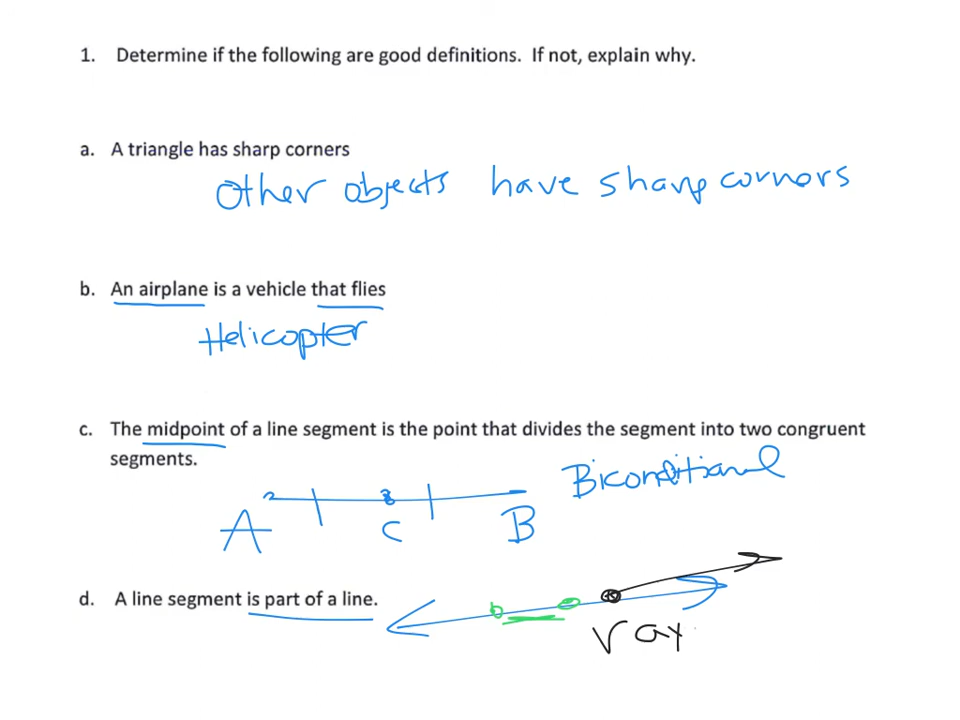 1. Determine if the following are good definitions. If not, explain why.
a. A triangle has sharp corners
Other objects have sharp corners
b. An airplane is a vehicle that flies
Helicopter
c. The midpoint of a line segment is the point that divides the segment into two congruent
segments.
Biconditional
A C B
d. A line segment is part of a line.
ray